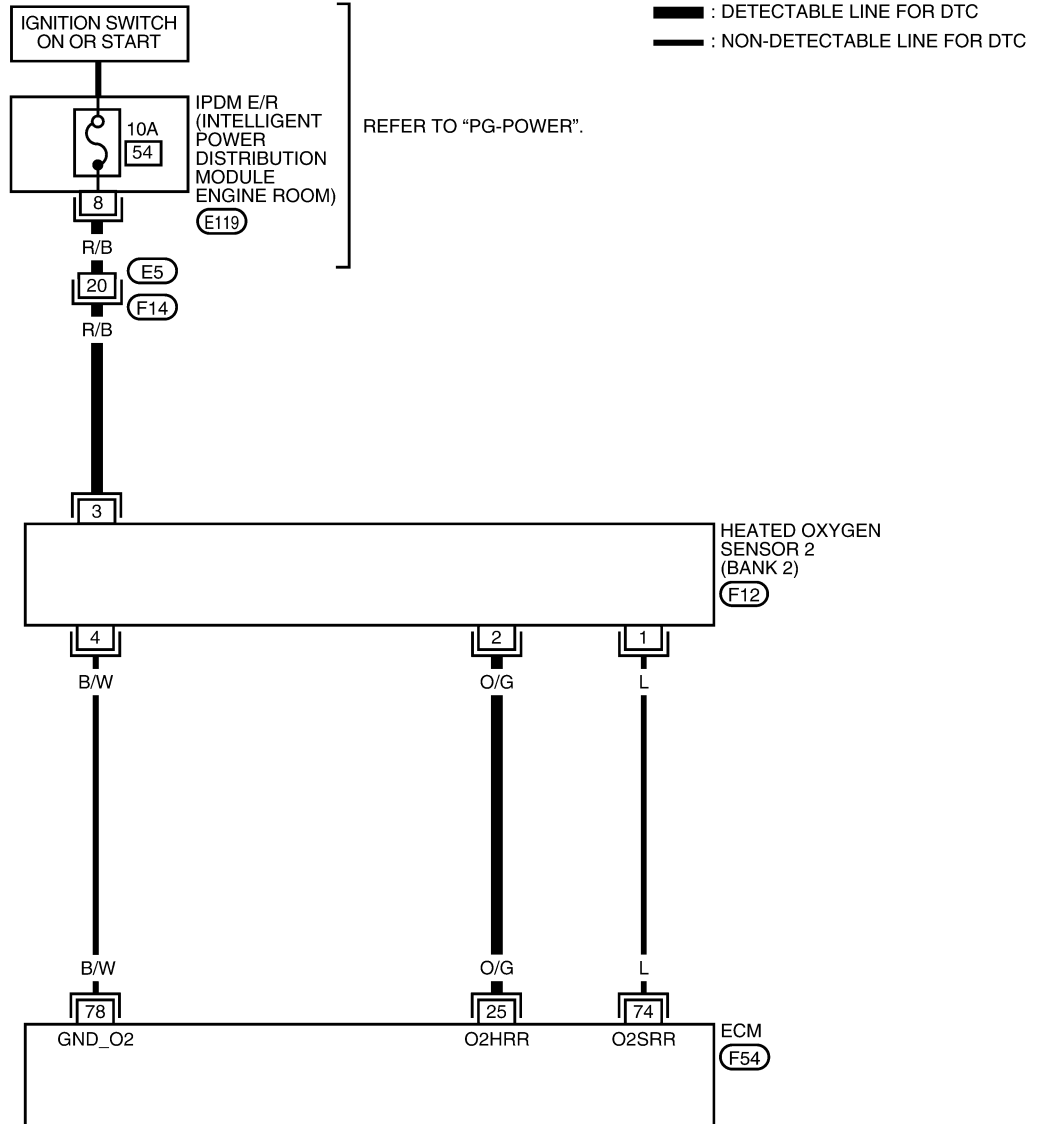 IGNITION SWITCH
ON OR START
: DETECTABLE LINE FOR DTC
: NON-DETECTABLE LINE FOR DTC
10A
54
IPDM E/R
(INTELLIGENT
POWER
DISTRIBUTION
MODULE
ENGINE ROOM)
E119
REFER TO “PG-POWER”.
8
R/B
E5
20
F14
R/B
3
HEATED OXYGEN
SENSOR 2
(BANK 2)
F12
4 2 1
B/W O/G L
B/W O/G L
78 25 74
GND_O2 O2HRR O2SRR
ECM
F54